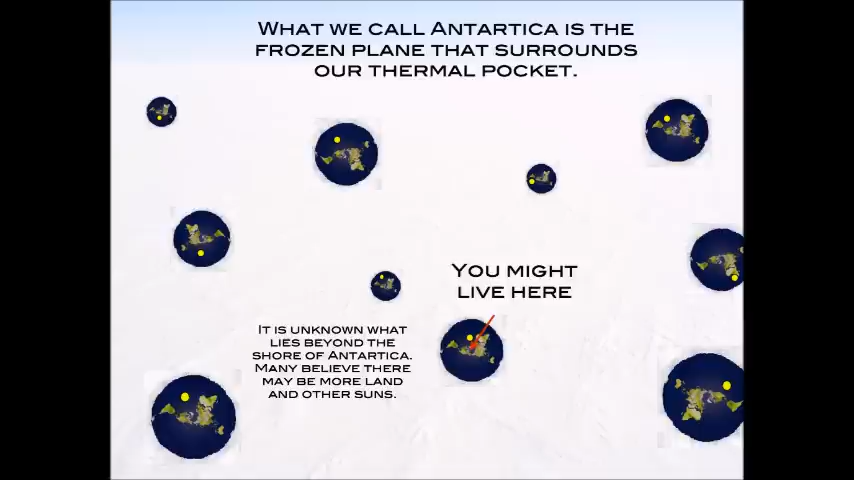 What we call Antartica is the
frozen plane that surrounds
our thermal pocket.
You might
live here
It is unknown what
lies beyond the
shore of Antartica.
Many believe there
may be more land
and other suns.